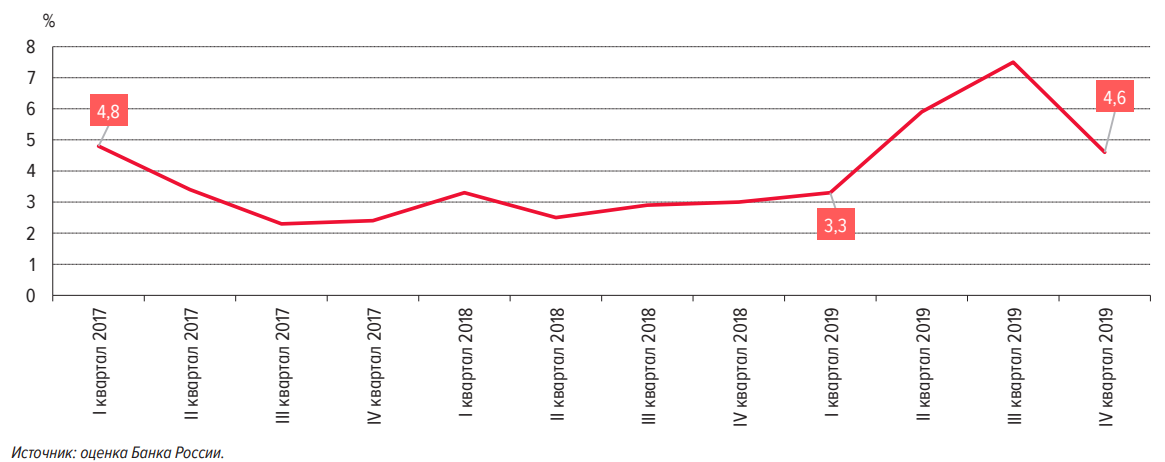 %
8
7
6
5
4
3
2
1
0
4,8
3,3
4,6
I квартал 2017
II квартал 2017
III квартал 2017
IV квартал 2017
I квартал 2018
II квартал 2018
III квартал 2018
IV квартал 2018
I квартал 2019
II квартал 2019
III квартал 2019
IV квартал 2019
Источник: оценка Банка России.